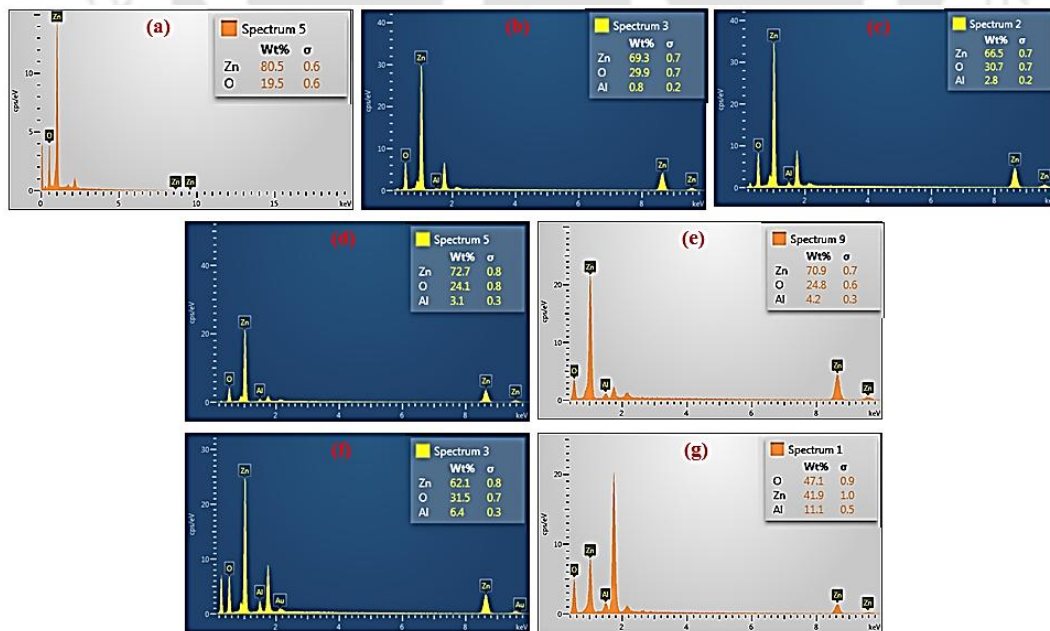 (a)
Spectrum 5
Wt% σ
Zn 80.5 0.6
O 19.5 0.6
cps/eV
10
5
0
Zn
O
Zn Zn
0 5 10 15 keV
(b)
Spectrum 3
Wt% σ
Zn 69.3 0.7
O 29.9 0.7
Al 0.8 0.2
cps/eV
40
30
20
10
0
Zn
O
Al
Zn
Zn
2 4 6 8 keV
(c)
Spectrum 2
Wt% σ
Zn 66.5 0.7
O 30.7 0.7
Al 2.8 0.2
cps/eV
40
30
20
10
0
Zn
O
Al
Zn
Zn
2 4 6 8 keV
(d)
Spectrum 5
Wt% σ
Zn 72.7 0.8
O 24.1 0.8
Al 3.1 0.3
cps/eV
40
20
0
Zn
O
Al
Zn
Zn
2 4 6 8 keV
(e)
Spectrum 9
Wt% σ
Zn 70.9 0.7
O 24.8 0.6
Al 4.2 0.3
cps/eV
20
10
0
Zn
O
Al
Zn
Zn
2 4 6 8 keV
(f)
Spectrum 3
Wt% σ
Zn 62.1 0.8
O 31.5 0.7
Al 6.4 0.3
cps/eV
30
20
10
0
Zn
O
Al
Au
Zn
Au
2 4 6 8 keV
(g)
Spectrum 1
Wt% σ
O 47.1 0.9
Zn 41.9 1.0
Al 11.1 0.5
cps/eV
20
10
0
O
Zn
Al
Zn
Zn
2 4 6 8 keV